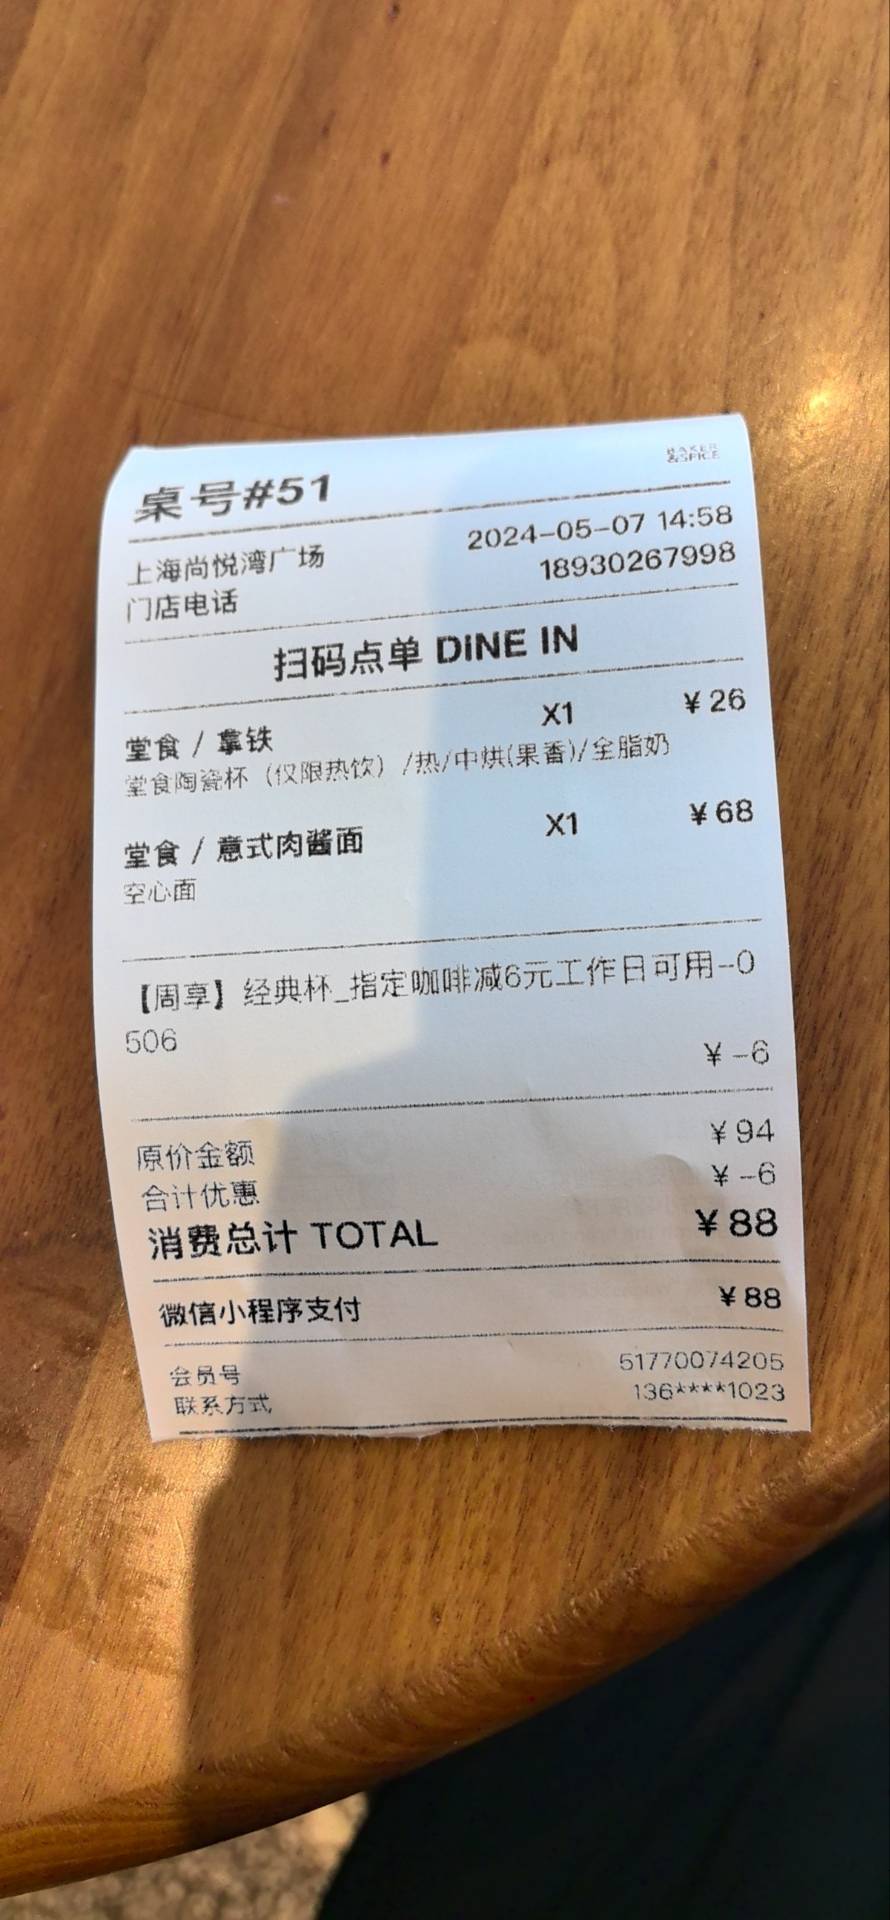 BAKER
&SPICE
桌号#51
上海尚悦湾广场 2024-05-07 14:58
门店电话 18930267998
扫码点单 DINE IN
堂食 / 拿铁 X1 ¥26
堂食陶瓷杯（仅限热饮）/热/中烘(果香)/全脂奶
堂食 / 意式肉酱面 X1 ¥68
空心面
【周享】经典杯_指定咖啡减6元工作日可用-0
506
¥-6
原价金额 ¥94
合计优惠 ¥-6
消费总计 TOTAL ¥88
微信小程序支付 ¥88
会员号 51770074205
联系方式 136****1023